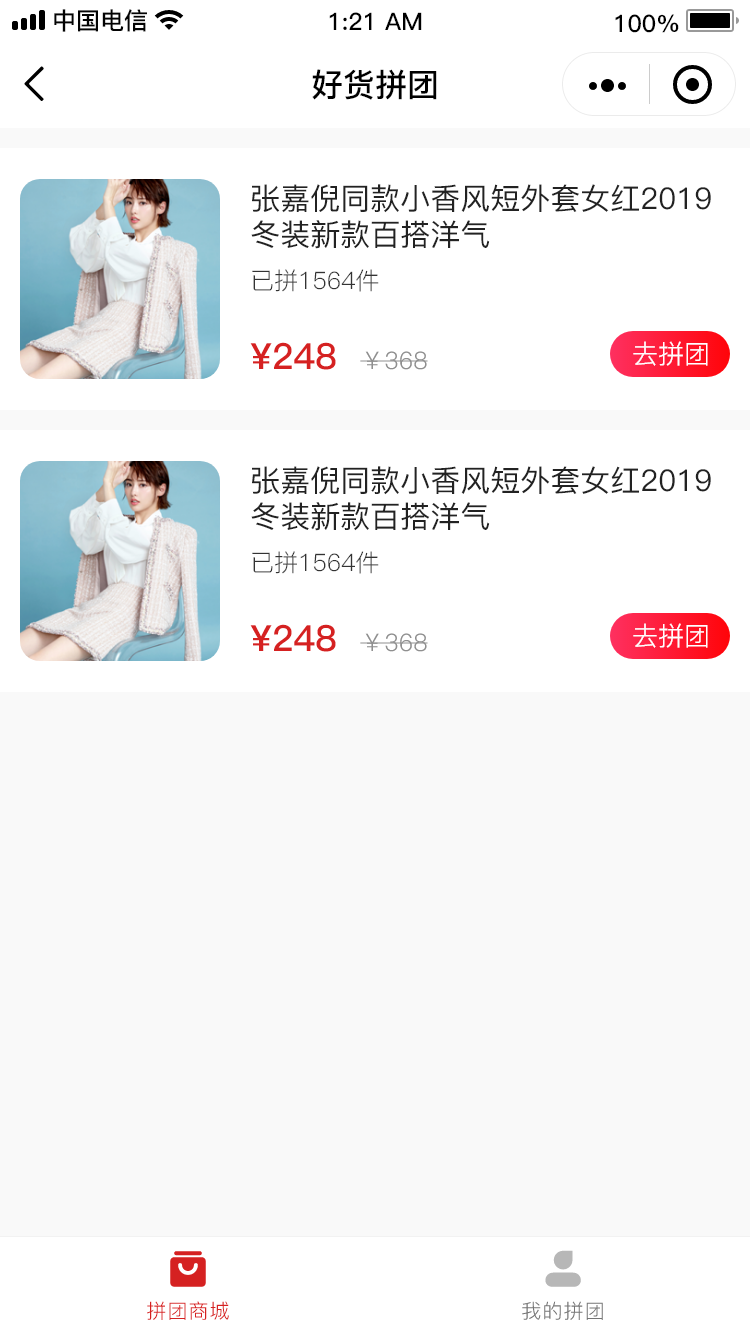 中国电信
1:21 AM
100%
好货拼团
张嘉倪同款小香风短外套女红2019
冬装新款百搭洋气
已拼1564件
¥248
￥368
去拼团
张嘉倪同款小香风短外套女红2019
冬装新款百搭洋气
已拼1564件
¥248
￥368
去拼团
拼团商城
我的拼团